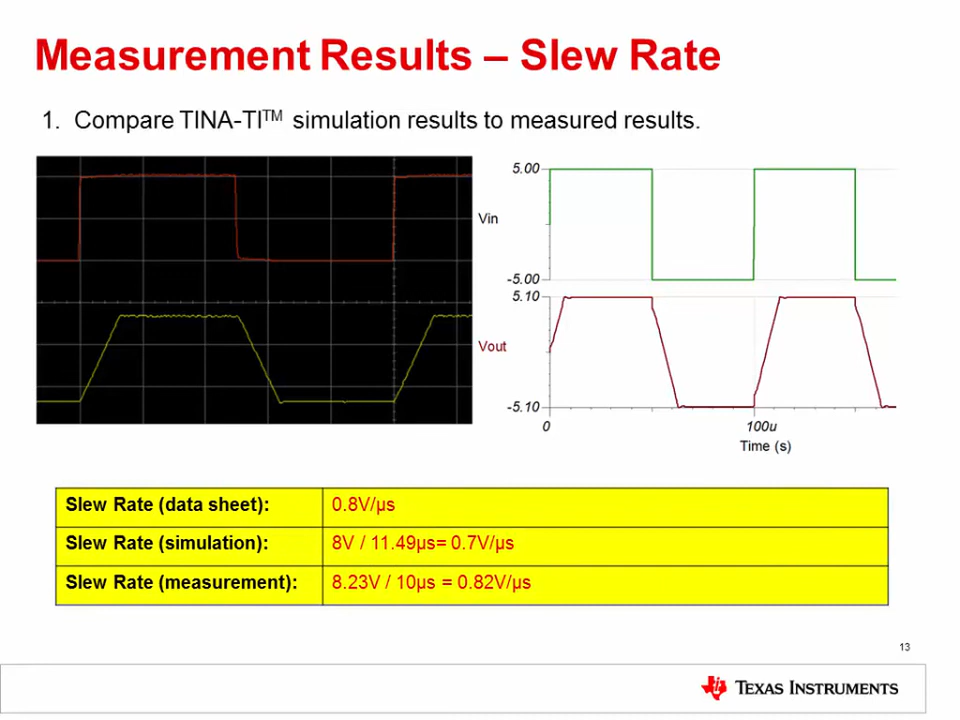 Measurement Results – Slew Rate
1. Compare TINA-TI™ simulation results to measured results.
Vin
5.00
-5.00
5.10
Vout
-5.10
0
100u
Time (s)
Slew Rate (data sheet): 0.8V/µs
Slew Rate (simulation): 8V / 11.49µs= 0.7V/µs
Slew Rate (measurement): 8.23V / 10µs = 0.82V/µs
13
TEXAS INSTRUMENTS